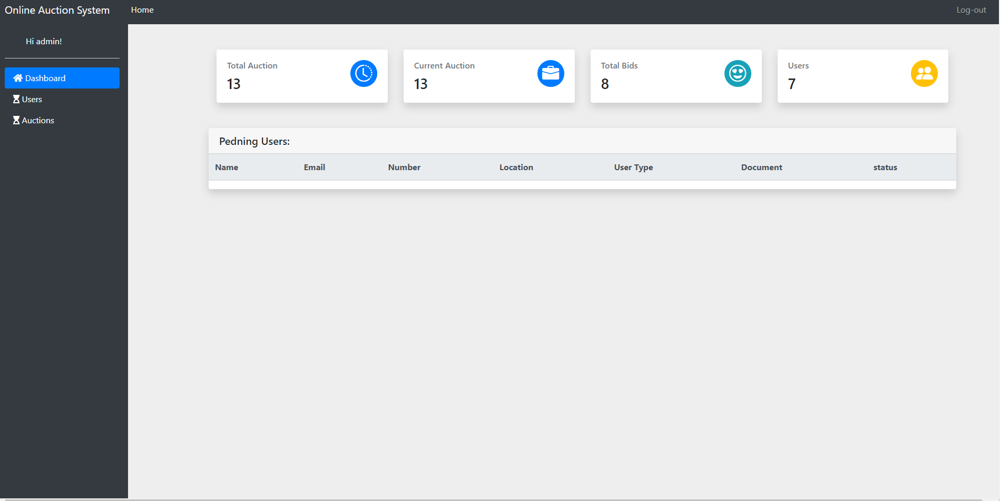 Online Auction System
Home
Log-out
Hi admin!
Dashboard
Users
Auctions
Total Auction
13
Current Auction
13
Total Bids
8
Users
7
Pedning Users:
Name Email Number Location User Type Document status